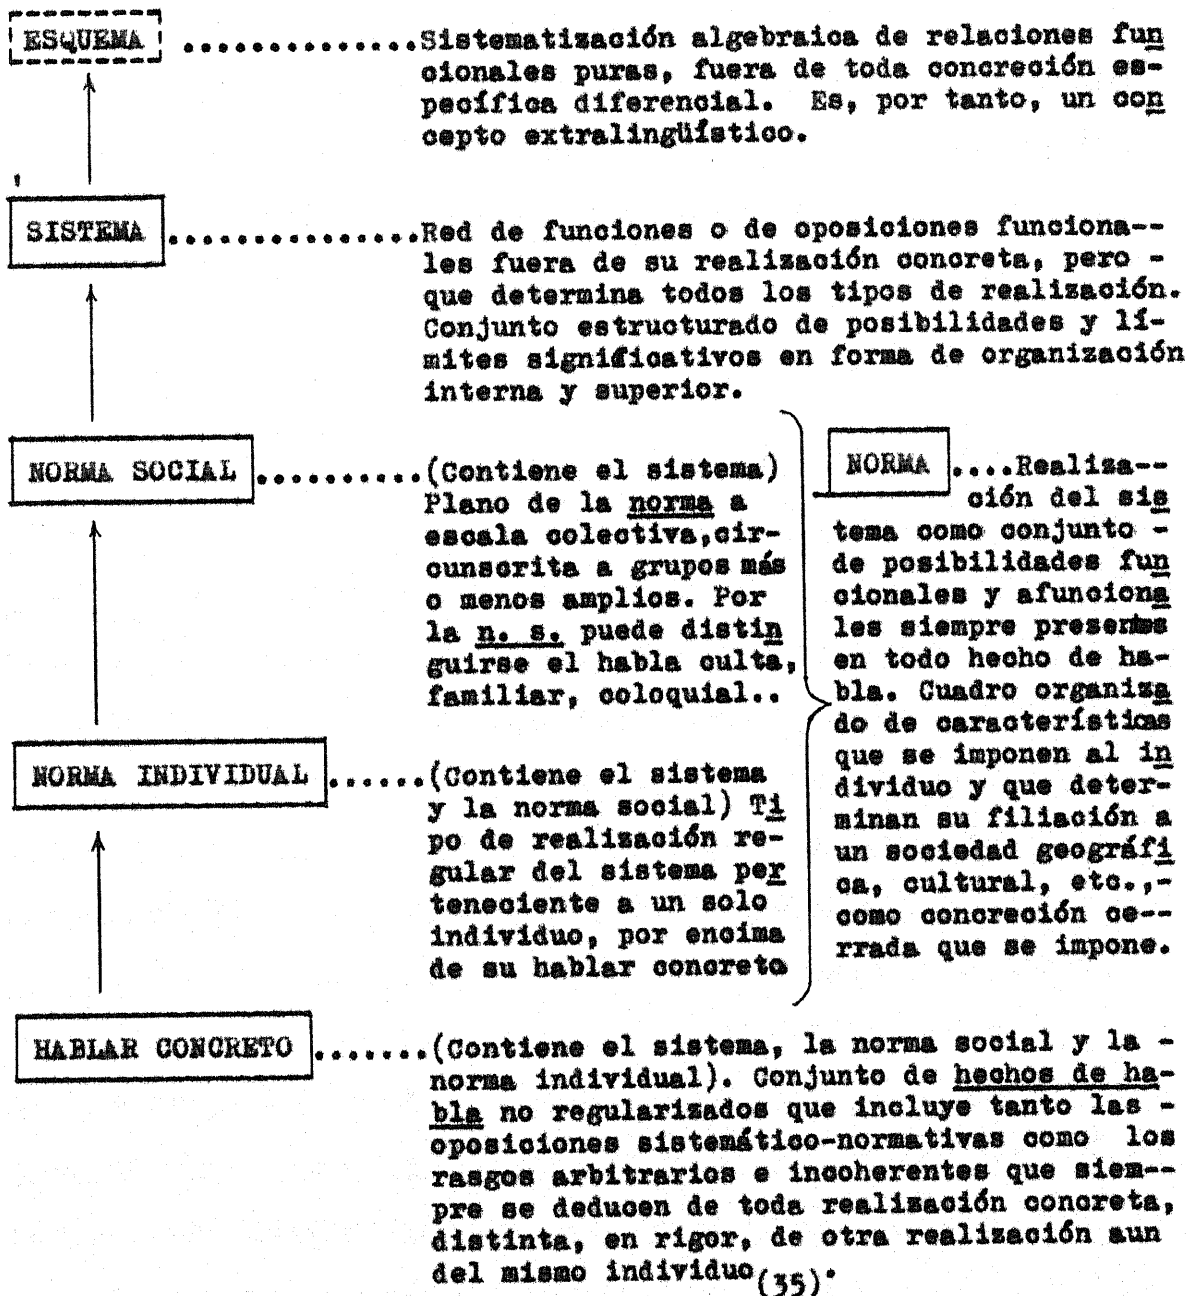 ESQUEMA ..............Sistematización algebraica de relaciones fun
cionales puras, fuera de toda concreción es-
pecífica diferencial. Es, por tanto, un con
cepto extralingüístico.
SISTEMA ...............Red de funciones o de oposiciones funciona--
les fuera de su realización concreta, pero -
que determina todos los tipos de realización.
Conjunto estructurado de posibilidades y lí-
mites significativos en forma de organización
interna y superior.
NORMA SOCIAL ..........(Contiene el sistema)
Plano de la norma a
escala colectiva,cir-
cunscrita a grupos más
o menos amplios. Por
la n. s. puede distin
guirse el habla culta,
familiar, coloquial..
NORMA INDIVIDUAL ......(Contiene el sistema
y la norma social) Ti
po de realización re-
gular del sistema per
teneciente a un solo
individuo, por encima
de su hablar concreto
NORMA ....Realiza--
ción del sis
tema como conjunto -
de posibilidades fun
cionales y afunciona
les siempre presentes
en todo hecho de ha-
bla. Cuadro organiza
do de características
que se imponen al in
dividuo y que deter-
minan su filiación a
un sociedad geográfi
ca, cultural, etc.,-
como concreción ce--
rrada que se impone.
HABLAR CONCRETO .......(Contiene el sistema, la norma social y la -
norma individual). Conjunto de hechos de ha-
bla no regularizados que incluye tanto las -
oposiciones sistemático-normativas como los
rasgos arbitrarios e incoherentes que siem--
pre se deducen de toda realización concreta,
distinta, en rigor, de otra realización aun
del mismo individuo(35).